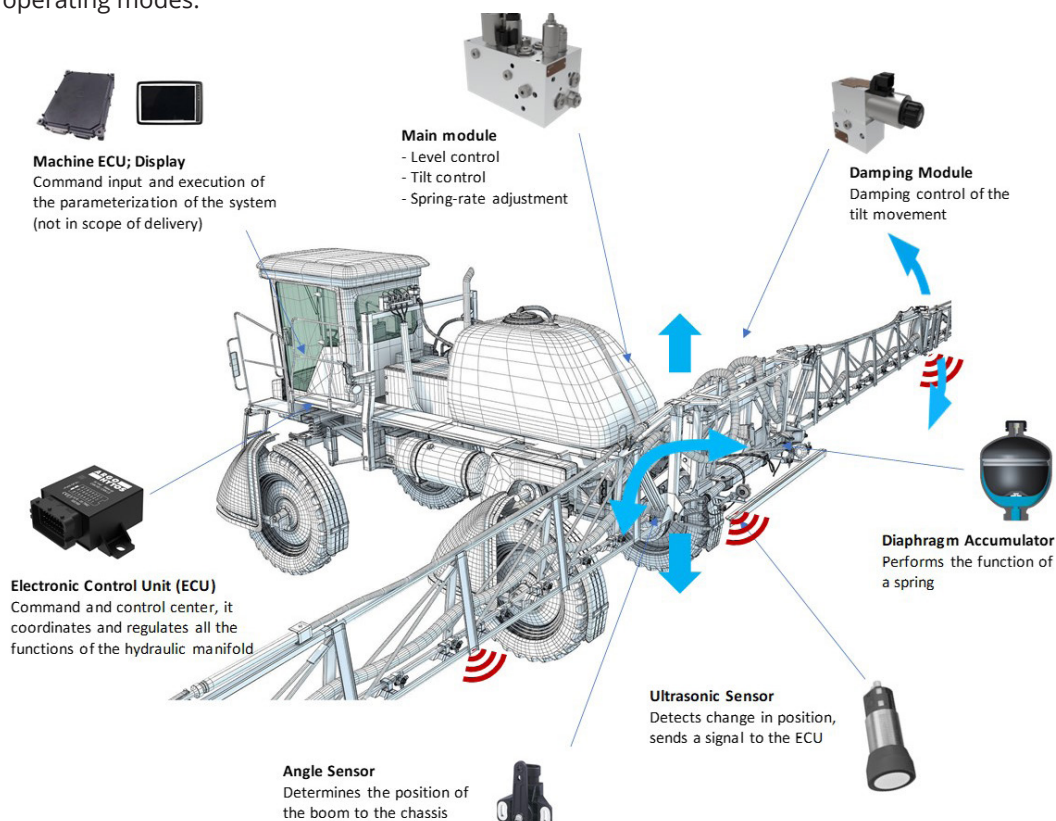 operating modes:
Machine ECU; Display
Command input and execution of
the parameterization of the system
(not in scope of delivery)
Main module
- Level control
- Tilt control
- Spring-rate adjustment
Damping Module
Damping control of the
tilt movement
Electronic Control Unit (ECU)
Command and control center, it
coordinates and regulates all the
functions of the hydraulic manifold
Diaphragm Accumulator
Performs the function of
a spring
Ultrasonic Sensor
Detects change in position,
sends a signal to the ECU
Angle Sensor
Determines the position of
the boom to the chassis